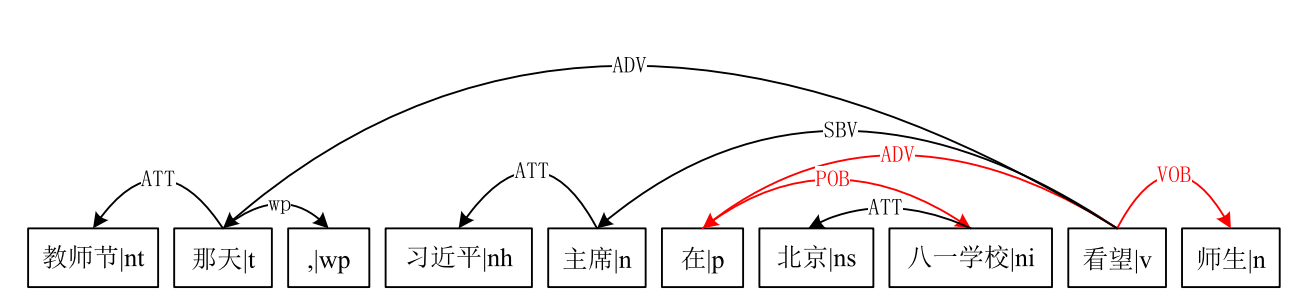 ADV
SBV
ADV
ATT
wp
ATT
POB
ATT
VOB
教师节|nt 那天|t ,|wp 习近平|nh 主席|n 在|p 北京|ns 八一学校|ni 看望|v 师生|n